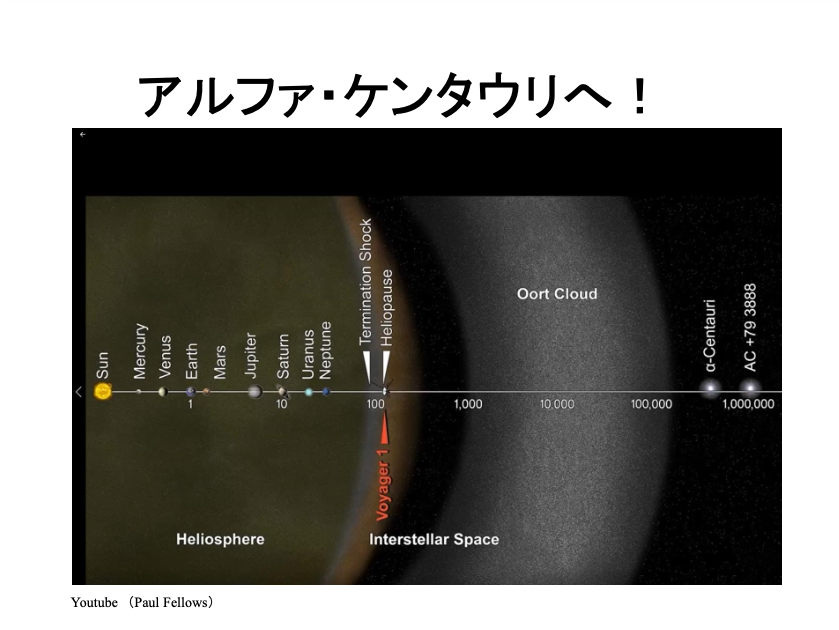 アルファ・ケンタウリへ！
Sun
Mercury
Venus
Earth
Mars
Jupiter
Saturn
Uranus
Neptune
Termination Shock
Heliopause
Oort Cloud
α-Centauri
AC +79 3888
1
10
100
1,000
10,000
100,000
1,000,000
Voyager 1
Heliosphere
Interstellar Space
Youtube （Paul Fellows）